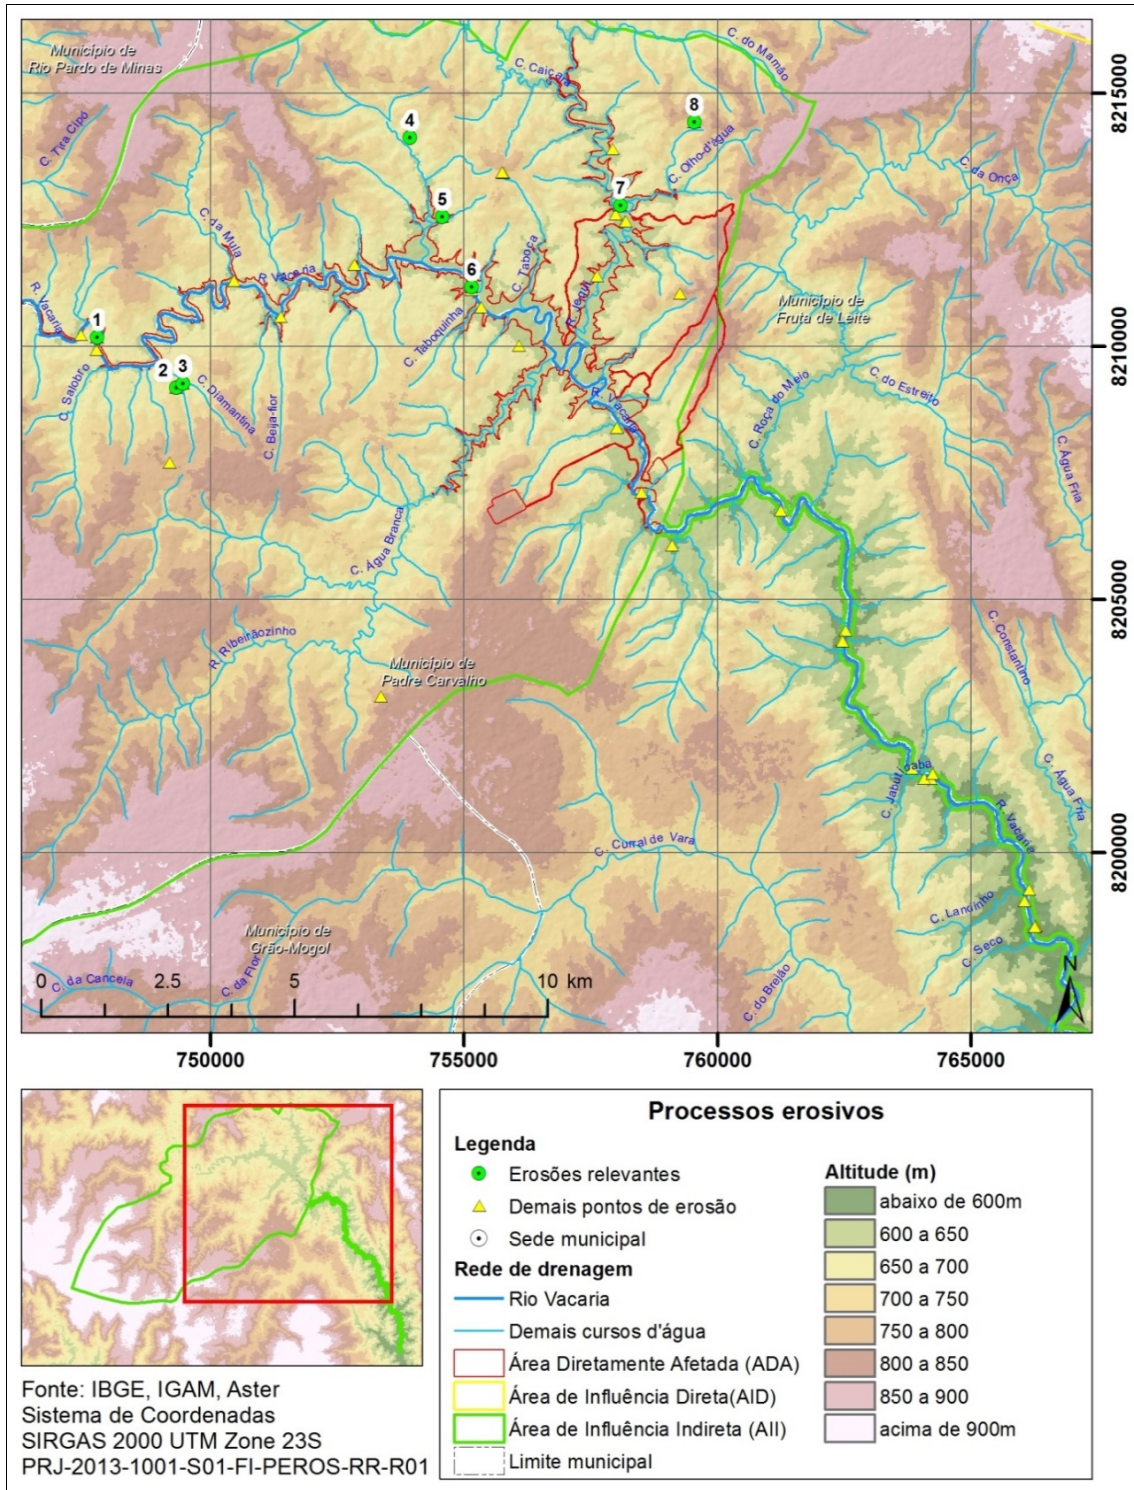 Município de
Rio Pardo de Minas
C. Tira Cipó
C. Caiçara
C. do Mamão
8215000
4
8
C. Olho-d'água
C. da Onça
5
7
C. da Mula
R. Vacaria
R. Vacaria
6
C. Taboca
C. Taboquinha
Município de
Fruta de Leite
1
8210000
2
3
C. Salobro
C. Diamantina
C. Beija-flor
R. Vacaria
C. Roça do Meio
C. do Estreito
C. Água Fria
C. Água Branca
8205000
R. Ribeirãozinho
Município de
Padre Carvalho
C. Constantino
C. Água Fria
R. Vacaria
8200000
C. Curral de Vara
C. Seco
Município de
Grão-Mogol
C. da Cancela
C. da Flor
C. do Brejão
N
0
2.5
5
10 km
750000
755000
760000
765000
Processos erosivos
Legenda
Erosões relevantes
Demais pontos de erosão
Sede municipal
Rede de drenagem
Rio Vacaria
Demais cursos d'água
Área Diretamente Afetada (ADA)
Área de Influência Direta(AID)
Área de Influência Indireta (AII)
Limite municipal
Altitude (m)
abaixo de 600m
600 a 650
650 a 700
700 a 750
750 a 800
800 a 850
850 a 900
acima de 900m
Fonte: IBGE, IGAM, Aster
Sistema de Coordenadas
SIRGAS 2000 UTM Zone 23S
PRJ-2013-1001-S01-FI-PEROS-RR-R01